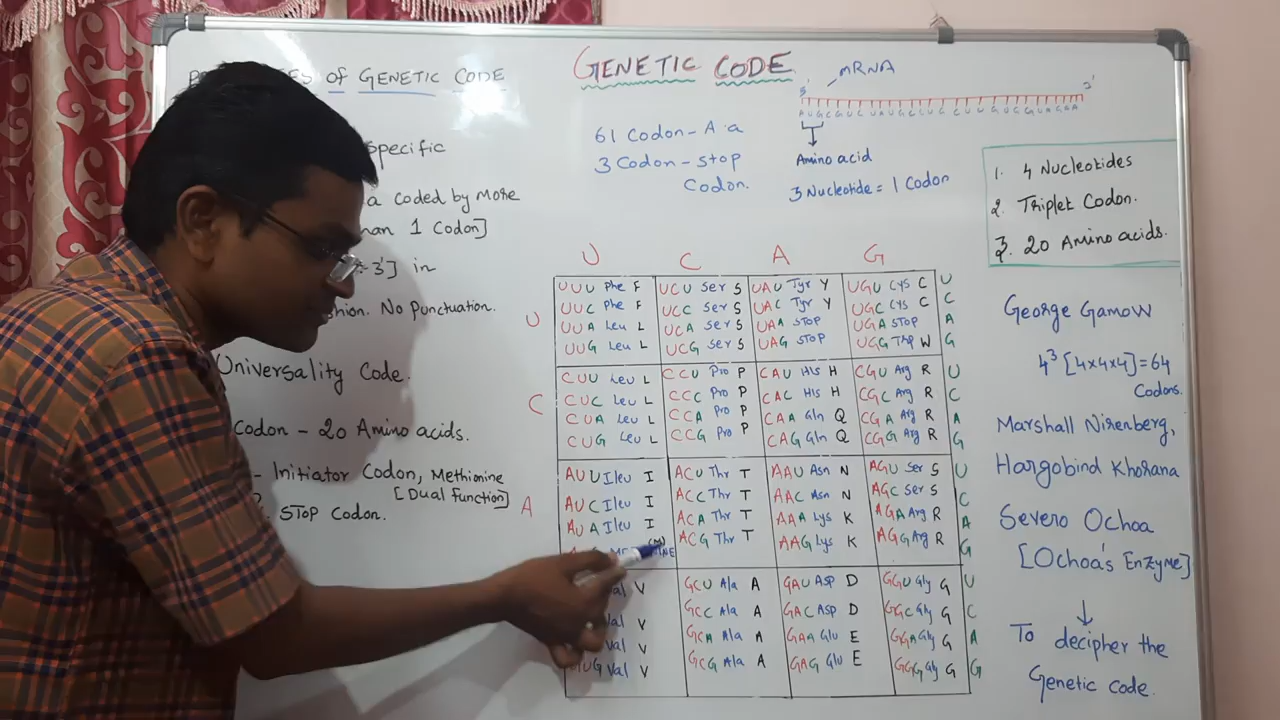 GENETIC CODE
OF GENETIC CODE
Specific
a coded by More
than 1 Codon]
in
No Punctuation.
Universality Code.
Codon - 20 Amino acids.
- Initiator Codon, Methionine
[Dual function]
STOP Codon.
61 Codon - A.a
3 Codon - stop
Codon.
mRNA
5' 3'
Amino acid
3 Nucleotide = 1 Codon
1. 4 Nucleotides
2. Triplet Codon.
3. 20 Amino acids.
U C A G
UUU Phe F UCU Ser S UAU Tyr Y UGU Cys C U
UUC Phe F UCC Ser S UAC Tyr Y UGC Cys C C
U
UUA Leu L UCA Ser S UAA STOP UGA STOP A
UUG Leu L UCG Ser S UAG STOP UGG Trp W G
CUU Leu L CCU Pro P CAU His H CGU Arg R U
C
CUC Leu L CCC Pro P CAC His H CGC Arg R C
CUA Leu L CCA Pro P CAA Gln Q CGA Arg R A
CUG Leu L CCG Pro P CAG Gln Q CGG Arg R G
AUU Ileu I ACU Thr T AAU Asn N AGU Ser S U
AUC Ileu I ACC Thr T AAC Asn N AGC Ser S C
A
AUA Ileu I ACA Thr T AAA Lys K AGA Arg R A
(M) ACG Thr T AAG Lys K AGG Arg R G
Val V GCU Ala A GAU Asp D GGU Gly G U
Val V GCC Ala A GAC Asp D GGC Gly G C
Val V GCA Ala A GAA Glu E GGA Gly G A
Val V GCG Ala A GAG Glu E GGG Gly G G
George Gamow
4³ [4x4x4] = 64
Codons.
Marshall Nirenberg,
Hargobind Khorana
Severo Ochoa
[Ochoa's Enzyme]
To decipher the
Genetic code.